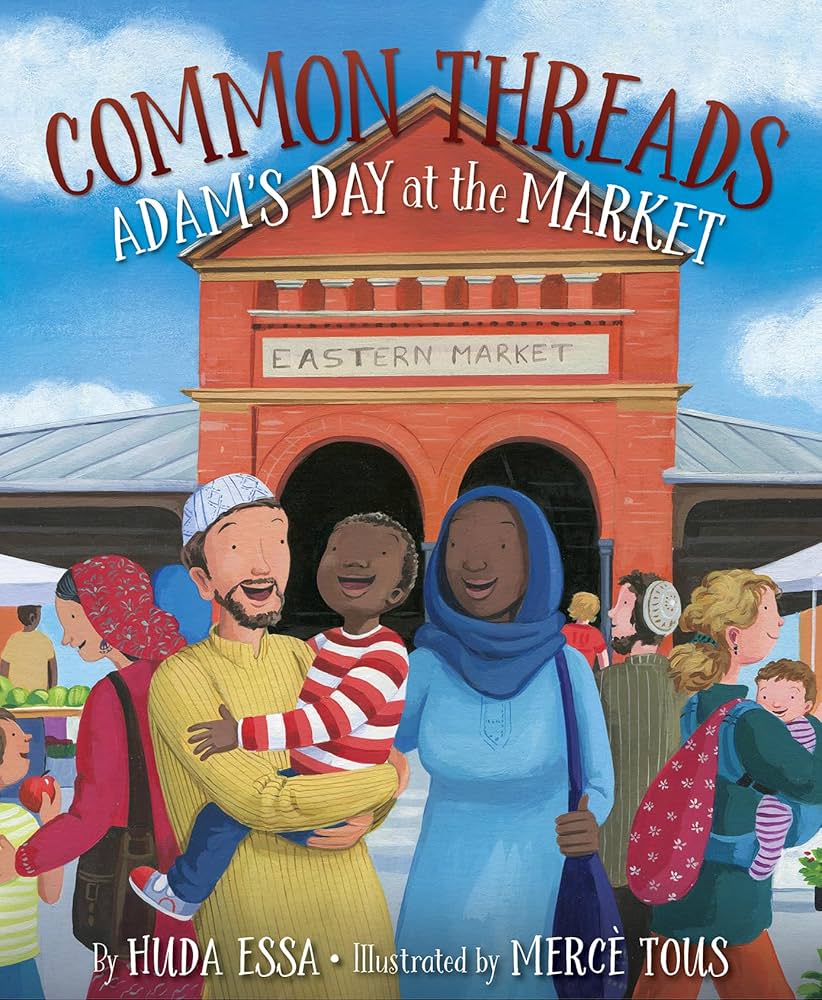 COMMON THREADS
ADAM'S DAY at the MARKET
EASTERN MARKET
By HUDA ESSA • Illustrated by MERCÈ TOUS